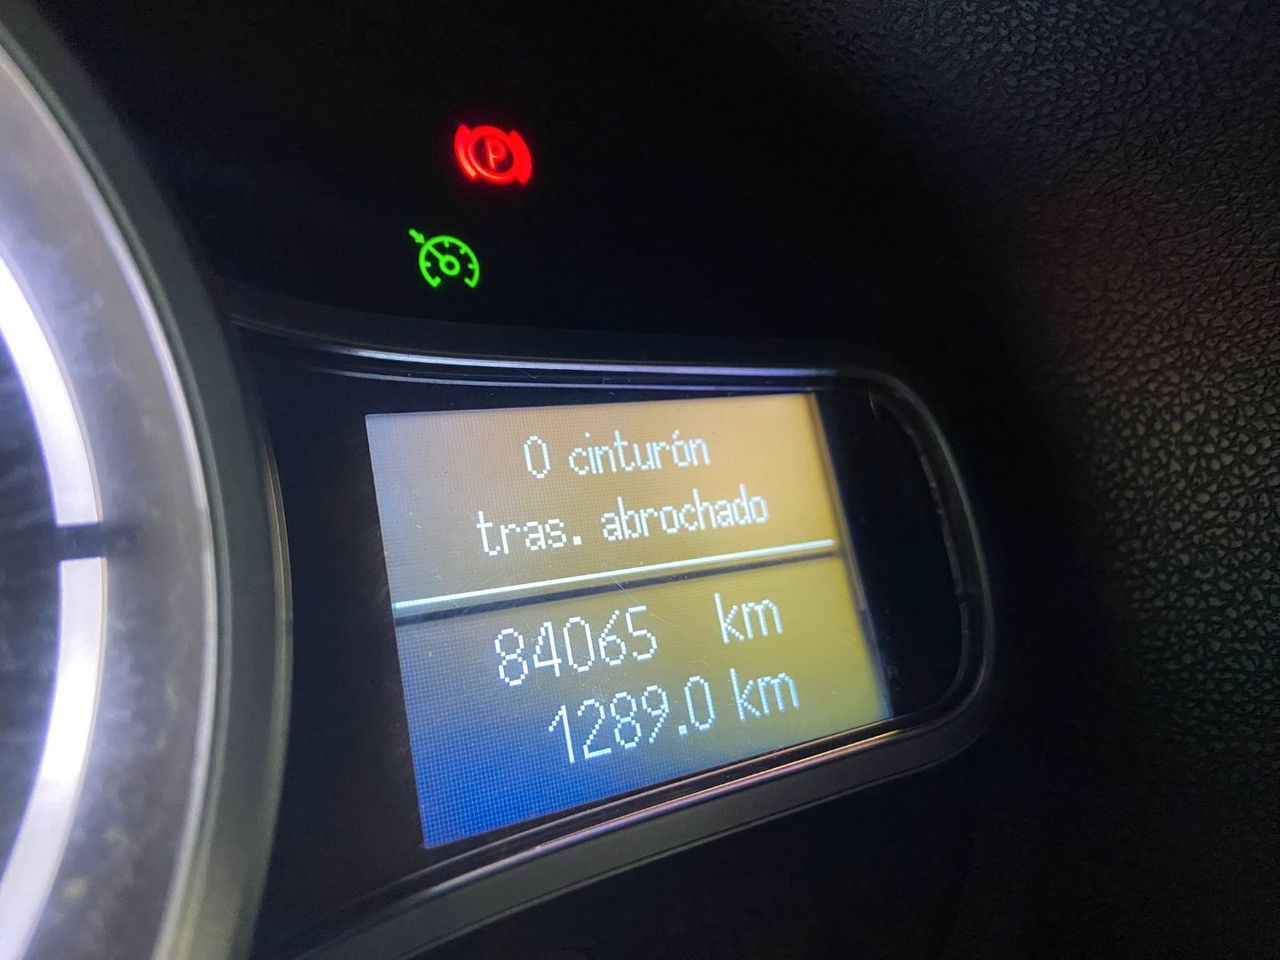 P
0 cinturón
tras. abrochado
84065 km
1289.0 km